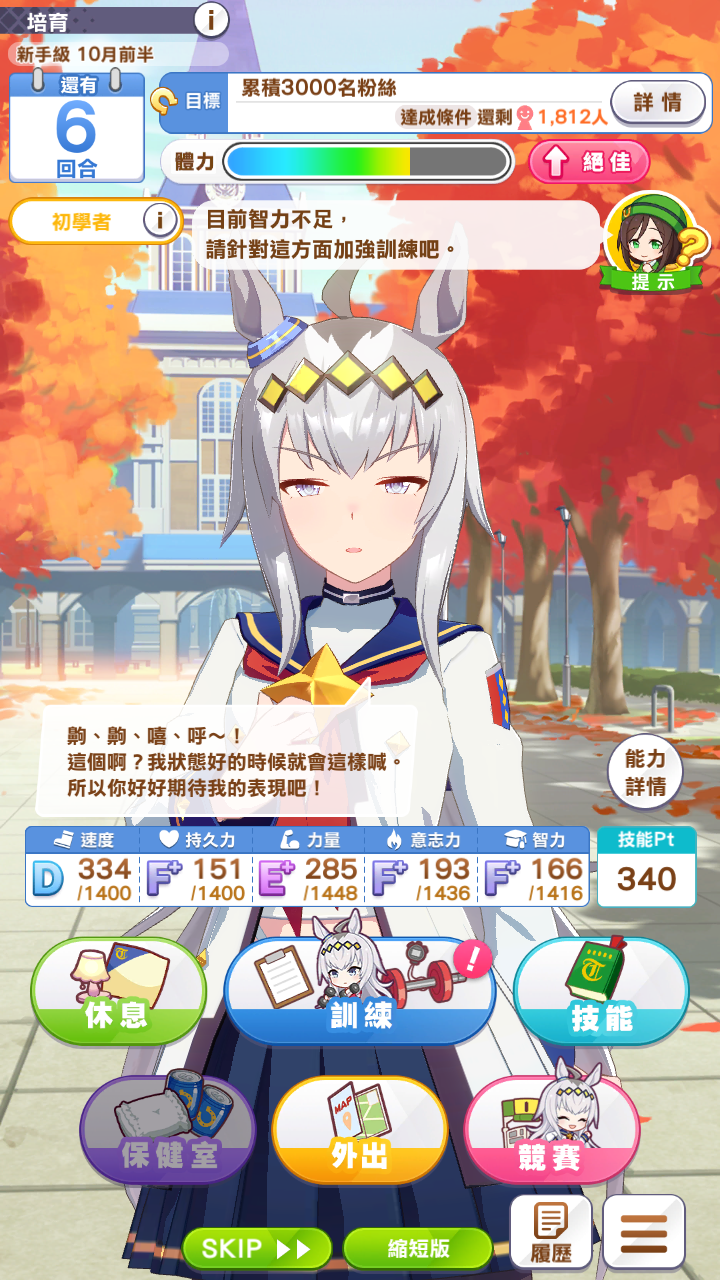 培育
i
新手級 10月前半
還有
6
回合
目標
累積3000名粉絲
達成條件 還剩 1,812人
詳情
體力
絕佳
初學者
i
目前智力不足，
請針對這方面加強訓練吧。
提示
齁、齁、嘻、呼～！
這個啊？我狀態好的時候就會這樣喊。
所以你好好期待我的表現吧！
能力
詳情
速度 持久力 力量 意志力 智力 技能Pt
D 334 F+ 151 E+ 285 F+ 193 F+ 166 340
/1400 /1400 /1448 /1436 /1416
休息
訓練
技能
保健室
MAP
外出
競賽
SKIP
縮短版
履歷